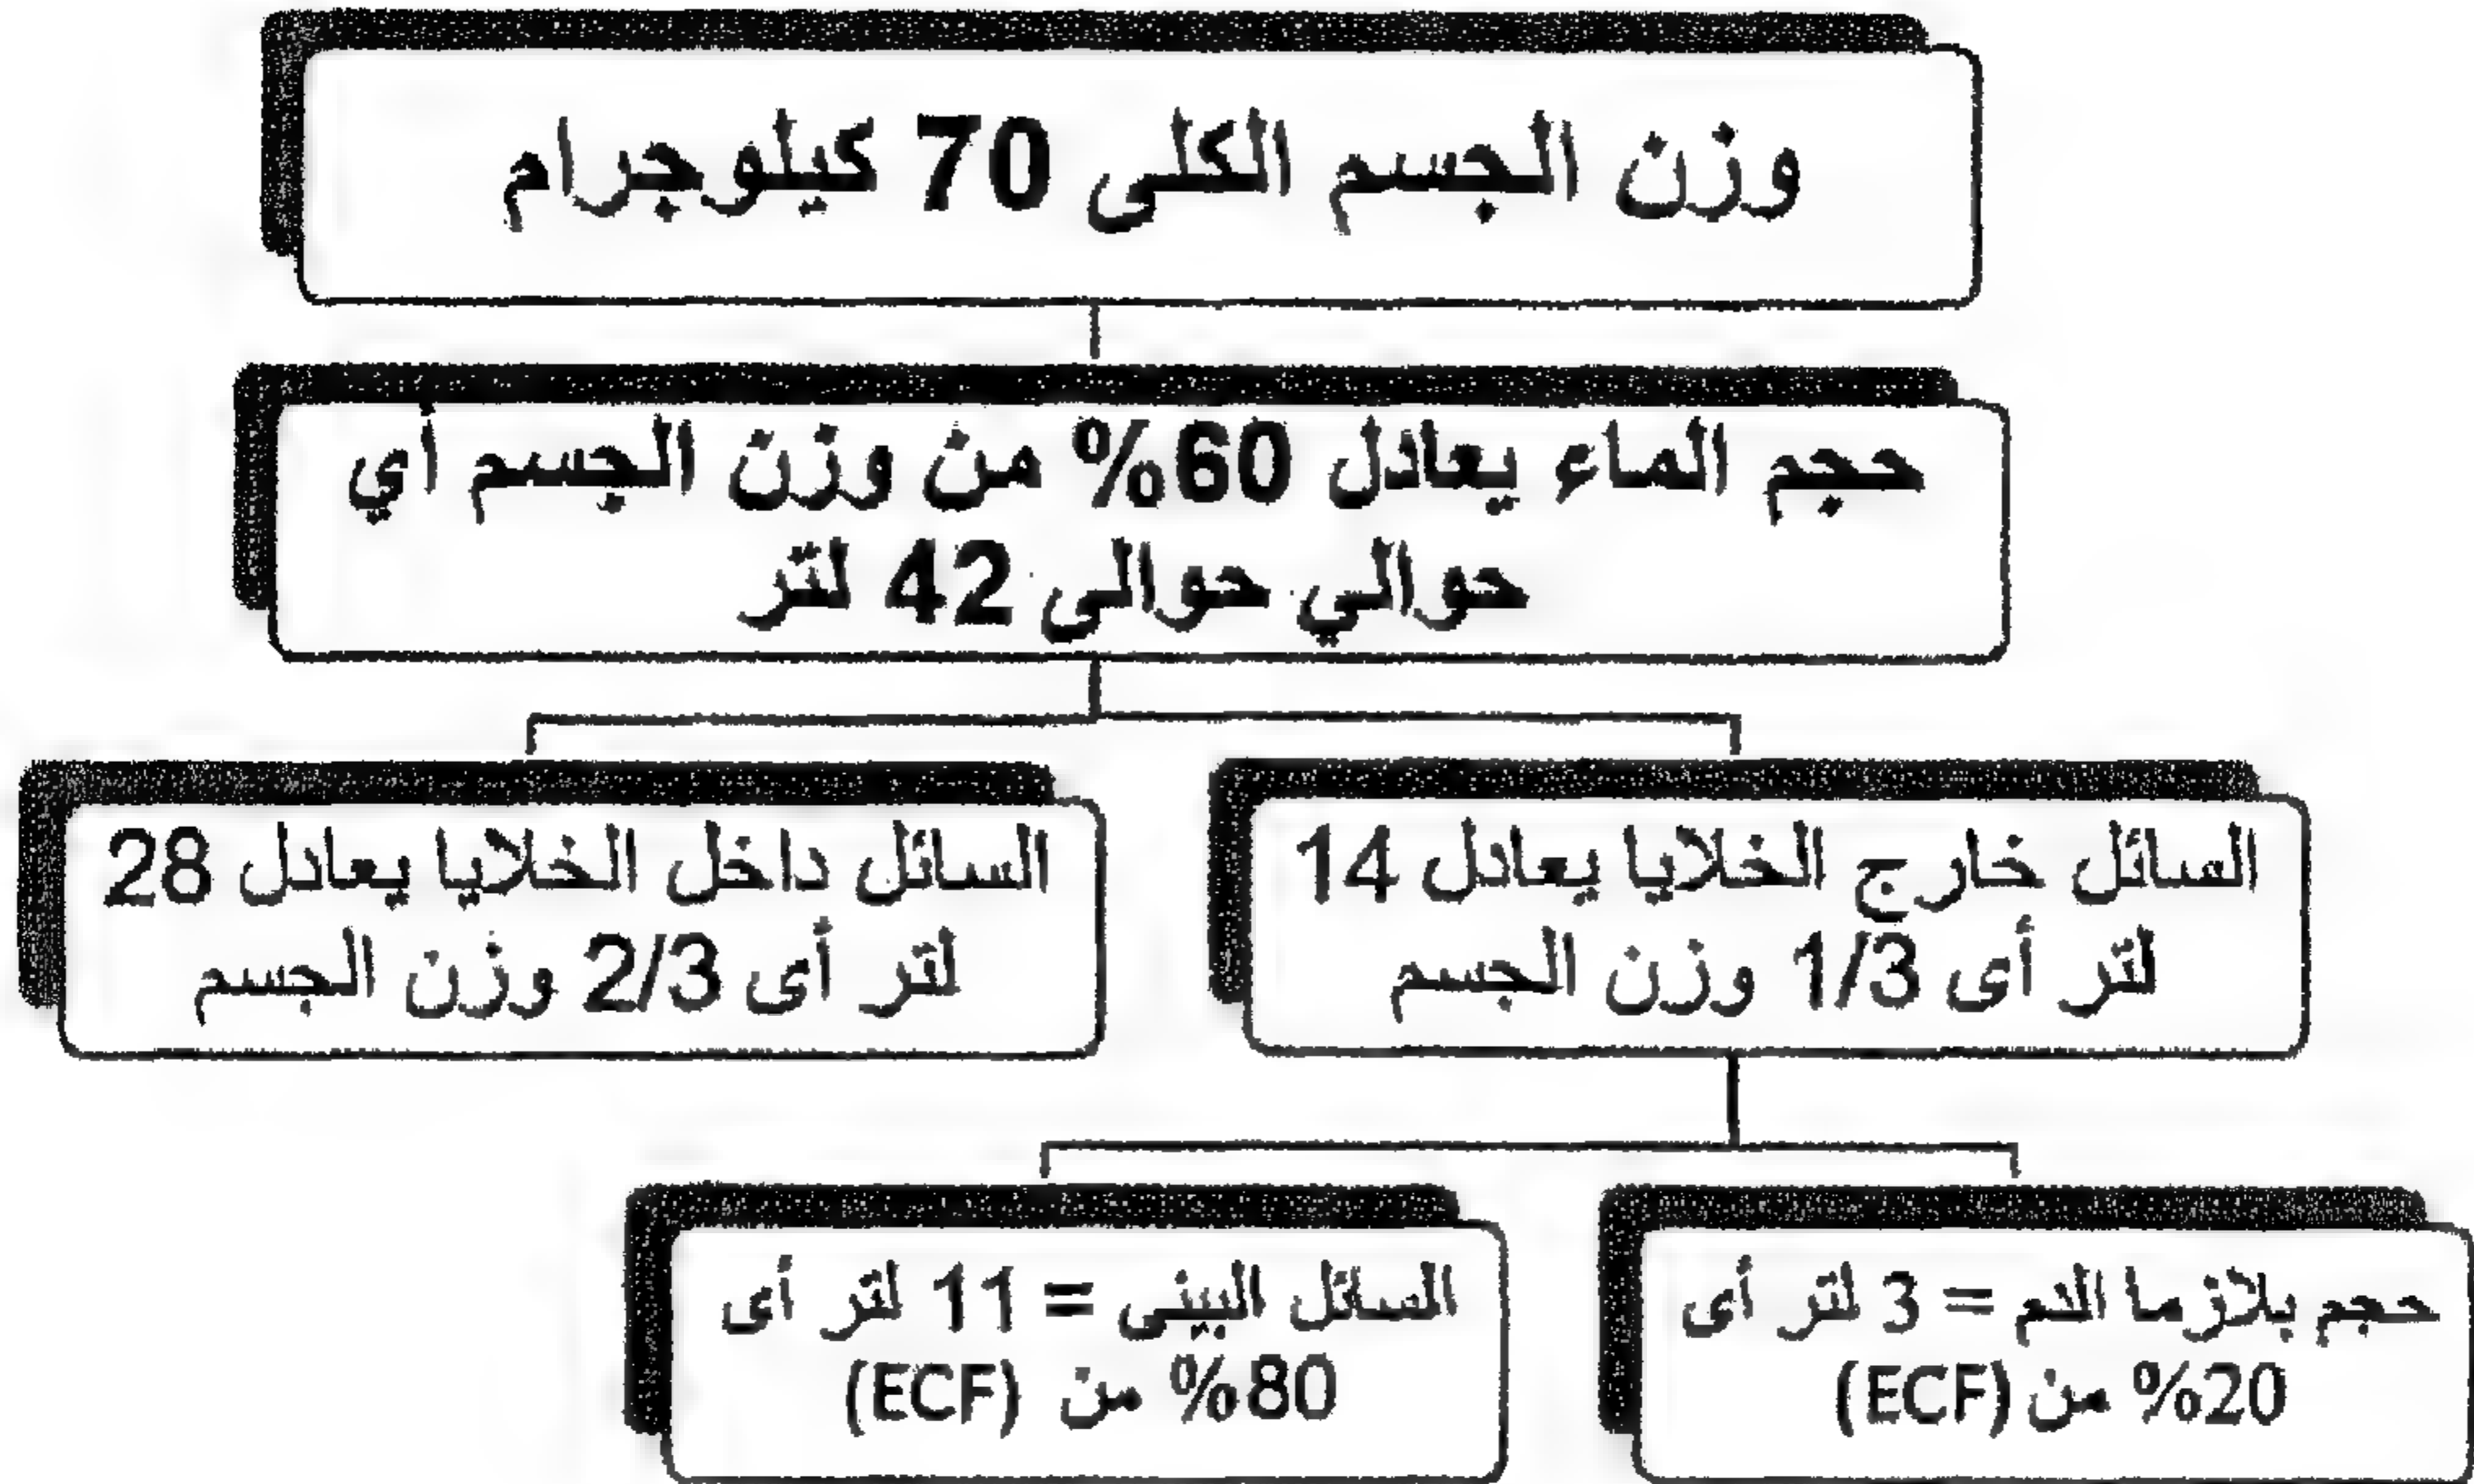 وزن الجسم الكلى 70 كيلوجرام
حجم الماء يعادل 60% من وزن الجسم أي
حوالي حوالى 42 لتر
السائل خارج الخلايا يعادل 14
لتر أى 1/3 وزن الجسم
السائل داخل الخلايا يعادل 28
لتر أى 2/3 وزن الجسم
حجم بلازما الدم = 3 لتر أى
20% من (ECF)
السائل البينى = 11 لتر أى
80% من (ECF)